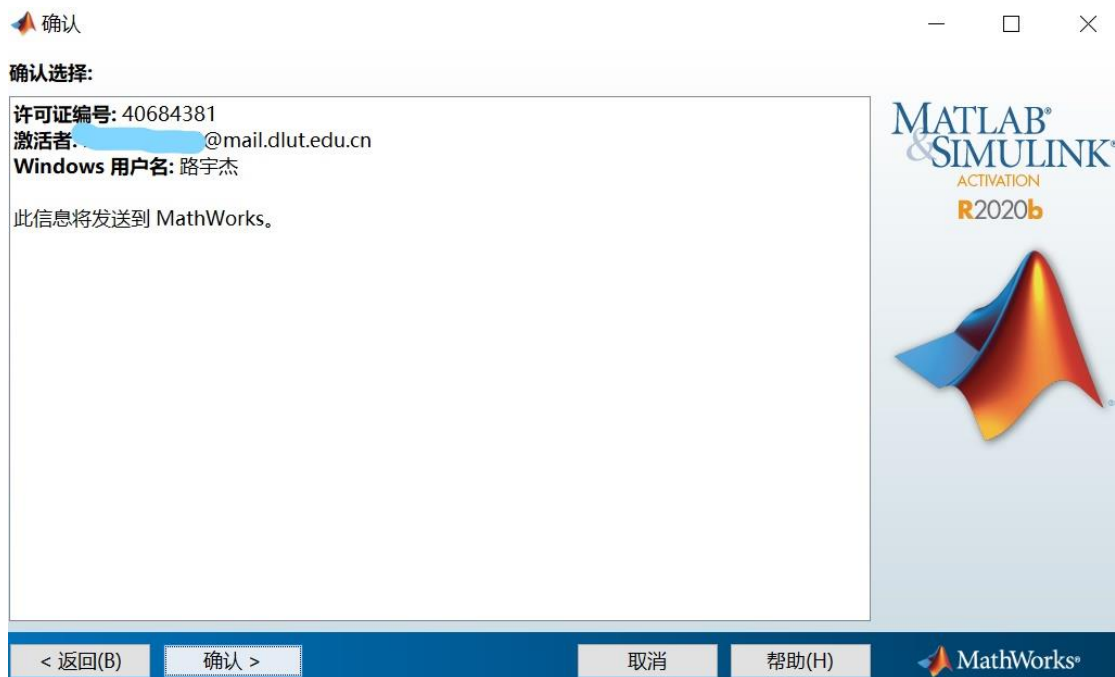 确认
确认选择:
许可证编号: 40684381
激活者:
@mail.dlut.edu.cn
Windows 用户名: 路宇杰
此信息将发送到 MathWorks。
MATLAB®
&SIMULINK®
ACTIVATION
R2020b
< 返回(B)
确认 >
取消
帮助(H)
MathWorks®